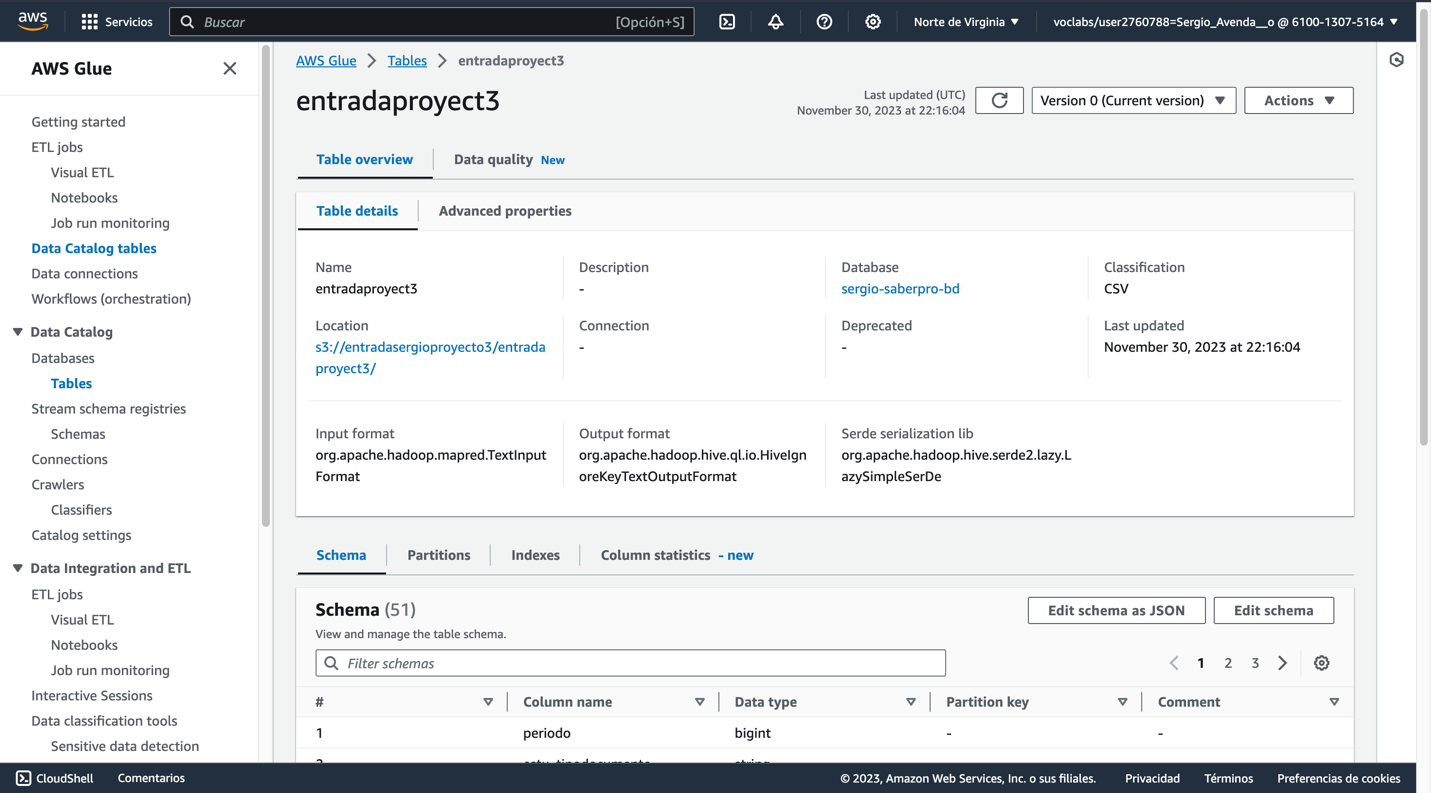 aws
Servicios
Buscar
[Opción+S]
Norte de Virginia
voclabs/user2760788=Sergio_Avenda__o @ 6100-1307-5164
AWS Glue
Getting started
ETL jobs
Visual ETL
Notebooks
Job run monitoring
Data Catalog tables
Data connections
Workflows (orchestration)
Data Catalog
Databases
Tables
Stream schema registries
Schemas
Connections
Crawlers
Classifiers
Catalog settings
Data Integration and ETL
ETL jobs
Visual ETL
Notebooks
Job run monitoring
Interactive Sessions
Data classification tools
Sensitive data detection
AWS Glue > Tables > entradaproyect3
entradaproyect3
Last updated (UTC)
November 30, 2023 at 22:16:04
Version 0 (Current version)
Actions
Table overview
Data quality New
Table details
Advanced properties
Name
entradaproyect3
Description
-
Database
sergio-saberpro-bd
Classification
CSV
Location
s3://entradasergioproyecto3/entrada
proyect3/
Connection
-
Deprecated
-
Last updated
November 30, 2023 at 22:16:04
Input format
org.apache.hadoop.mapred.TextInput
Format
Output format
org.apache.hadoop.hive.ql.io.HiveIgn
oreKeyTextOutputFormat
Serde serialization lib
org.apache.hadoop.hive.serde2.lazy.L
azySimpleSerDe
Schema
Partitions
Indexes
Column statistics - new
Schema (51)
View and manage the table schema.
Edit schema as JSON
Edit schema
Filter schemas
1 2 3
# Column name Data type Partition key Comment
1 periodo bigint - -
CloudShell
Comentarios
© 2023, Amazon Web Services, Inc. o sus filiales.
Privacidad
Términos
Preferencias de cookies